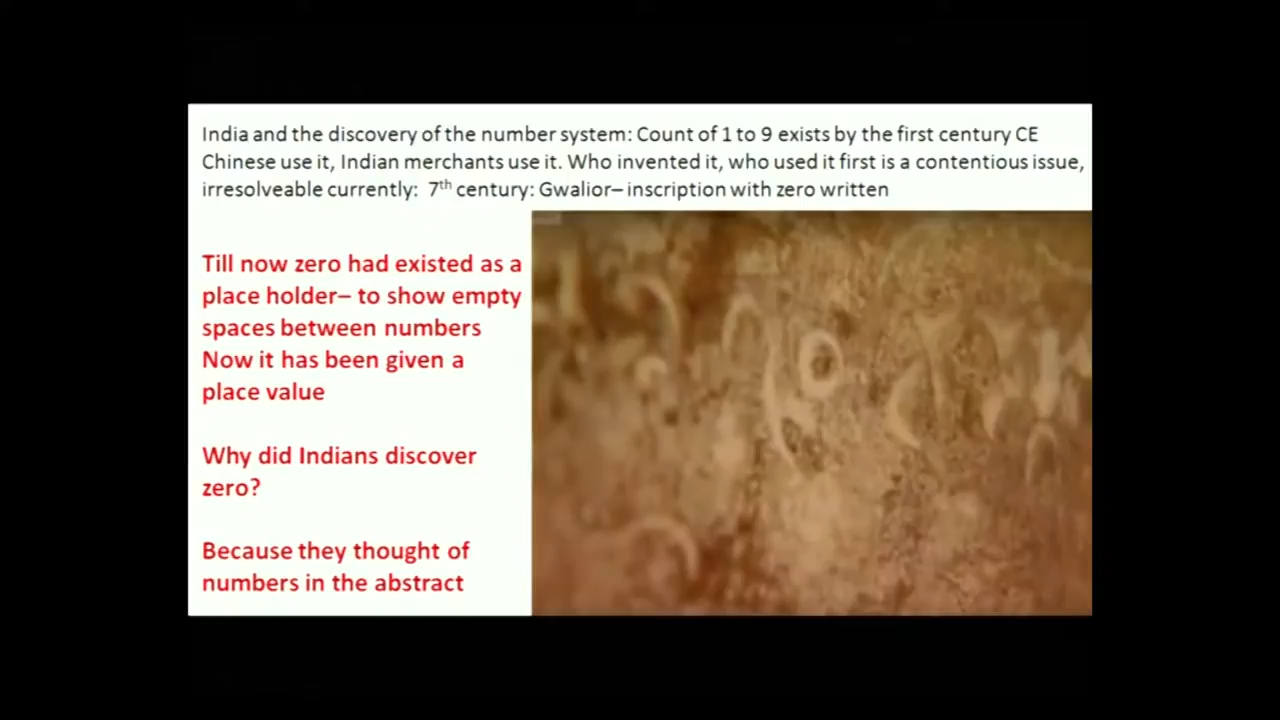 India and the discovery of the number system: Count of 1 to 9 exists by the first century CE
Chinese use it, Indian merchants use it. Who invented it, who used it first is a contentious issue,
irresolveable currently: 7th century: Gwalior– inscription with zero written
Till now zero had existed as a
place holder– to show empty
spaces between numbers
Now it has been given a
place value
Why did Indians discover
zero?
Because they thought of
numbers in the abstract